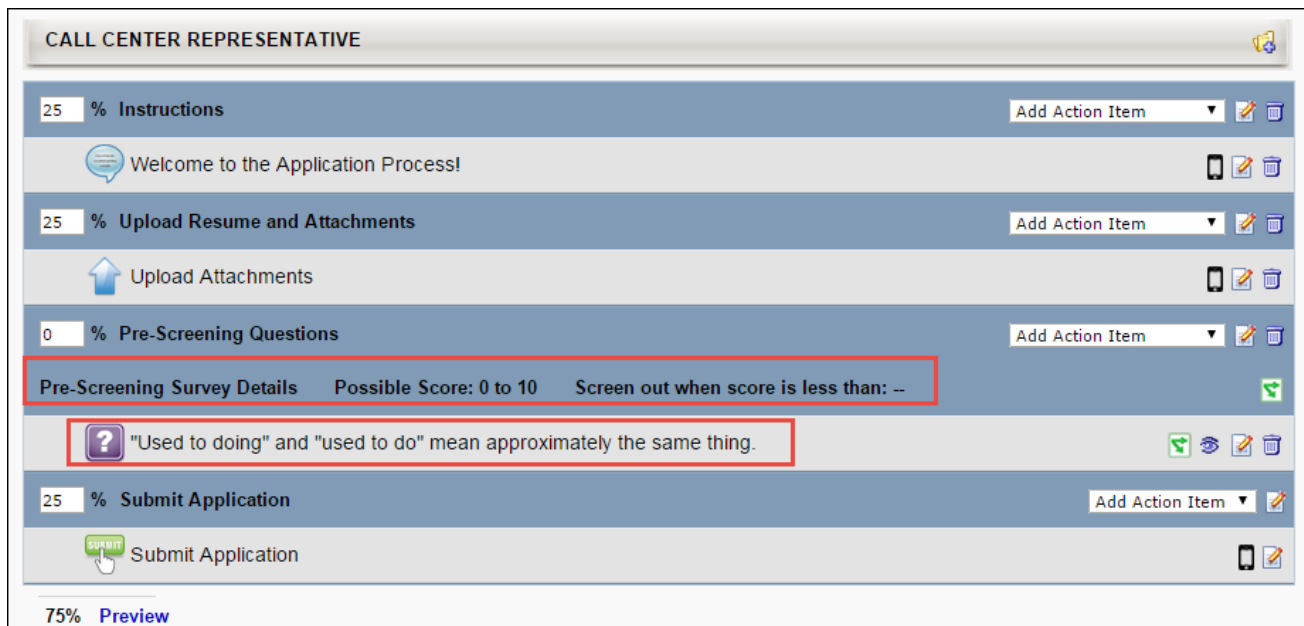 CALL CENTER REPRESENTATIVE
25 % Instructions Add Action Item
Welcome to the Application Process!
25 % Upload Resume and Attachments Add Action Item
Upload Attachments
0 % Pre-Screening Questions Add Action Item
Pre-Screening Survey Details Possible Score: 0 to 10 Screen out when score is less than: --
? "Used to doing" and "used to do" mean approximately the same thing.
25 % Submit Application Add Action Item
SUBMIT Submit Application
75% Preview